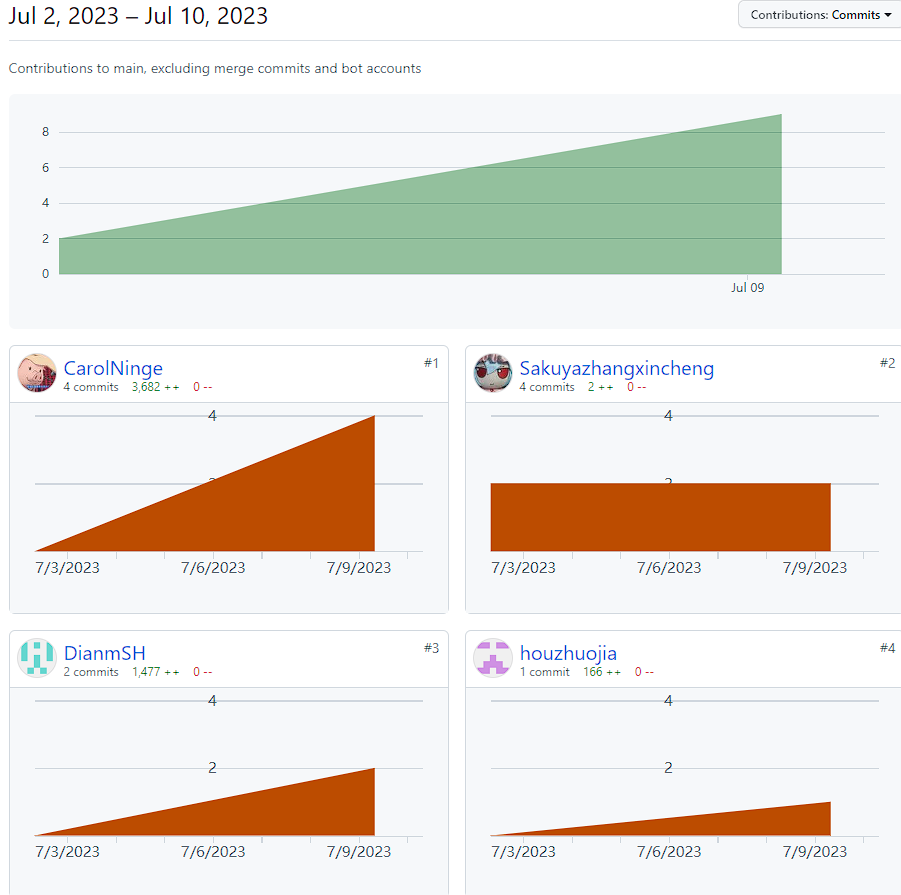 Jul 2, 2023 – Jul 10, 2023
Contributions: Commits
Contributions to main, excluding merge commits and bot accounts
8
6
4
2
0
Jul 09
CarolNinge
#1
4 commits 3,682 ++ 0 --
4
2
7/3/2023 7/6/2023 7/9/2023
Sakuyazhangxincheng
#2
4 commits 2 ++ 0 --
4
2
7/3/2023 7/6/2023 7/9/2023
DianmSH
#3
2 commits 1,477 ++ 0 --
4
2
7/3/2023 7/6/2023 7/9/2023
houzhuojia
#4
1 commit 166 ++ 0 --
4
2
7/3/2023 7/6/2023 7/9/2023